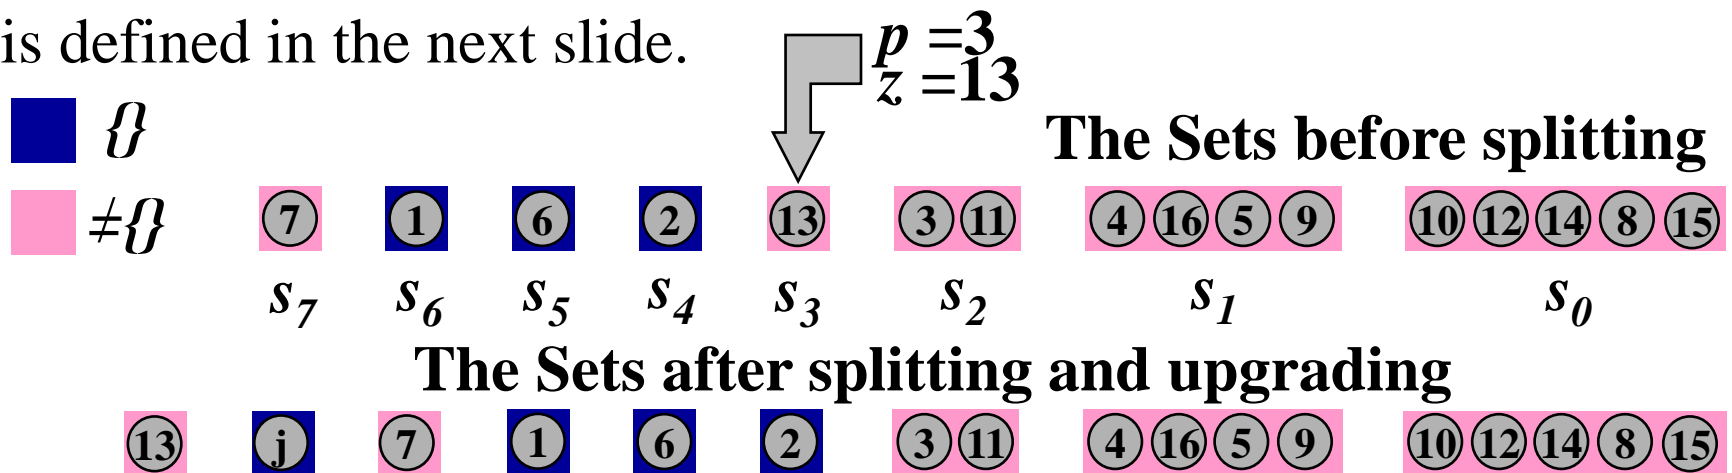 is defined in the next slide.
p =3
z =13
{}
The Sets before splitting
≠{}
7 1 6 2 13 3 11 4 16 5 9 10 12 14 8 15
s7 s6 s5 s4 s3 s2 s1 s0
The Sets after splitting and upgrading
13 j 7 1 6 2 3 11 4 16 5 9 10 12 14 8 15